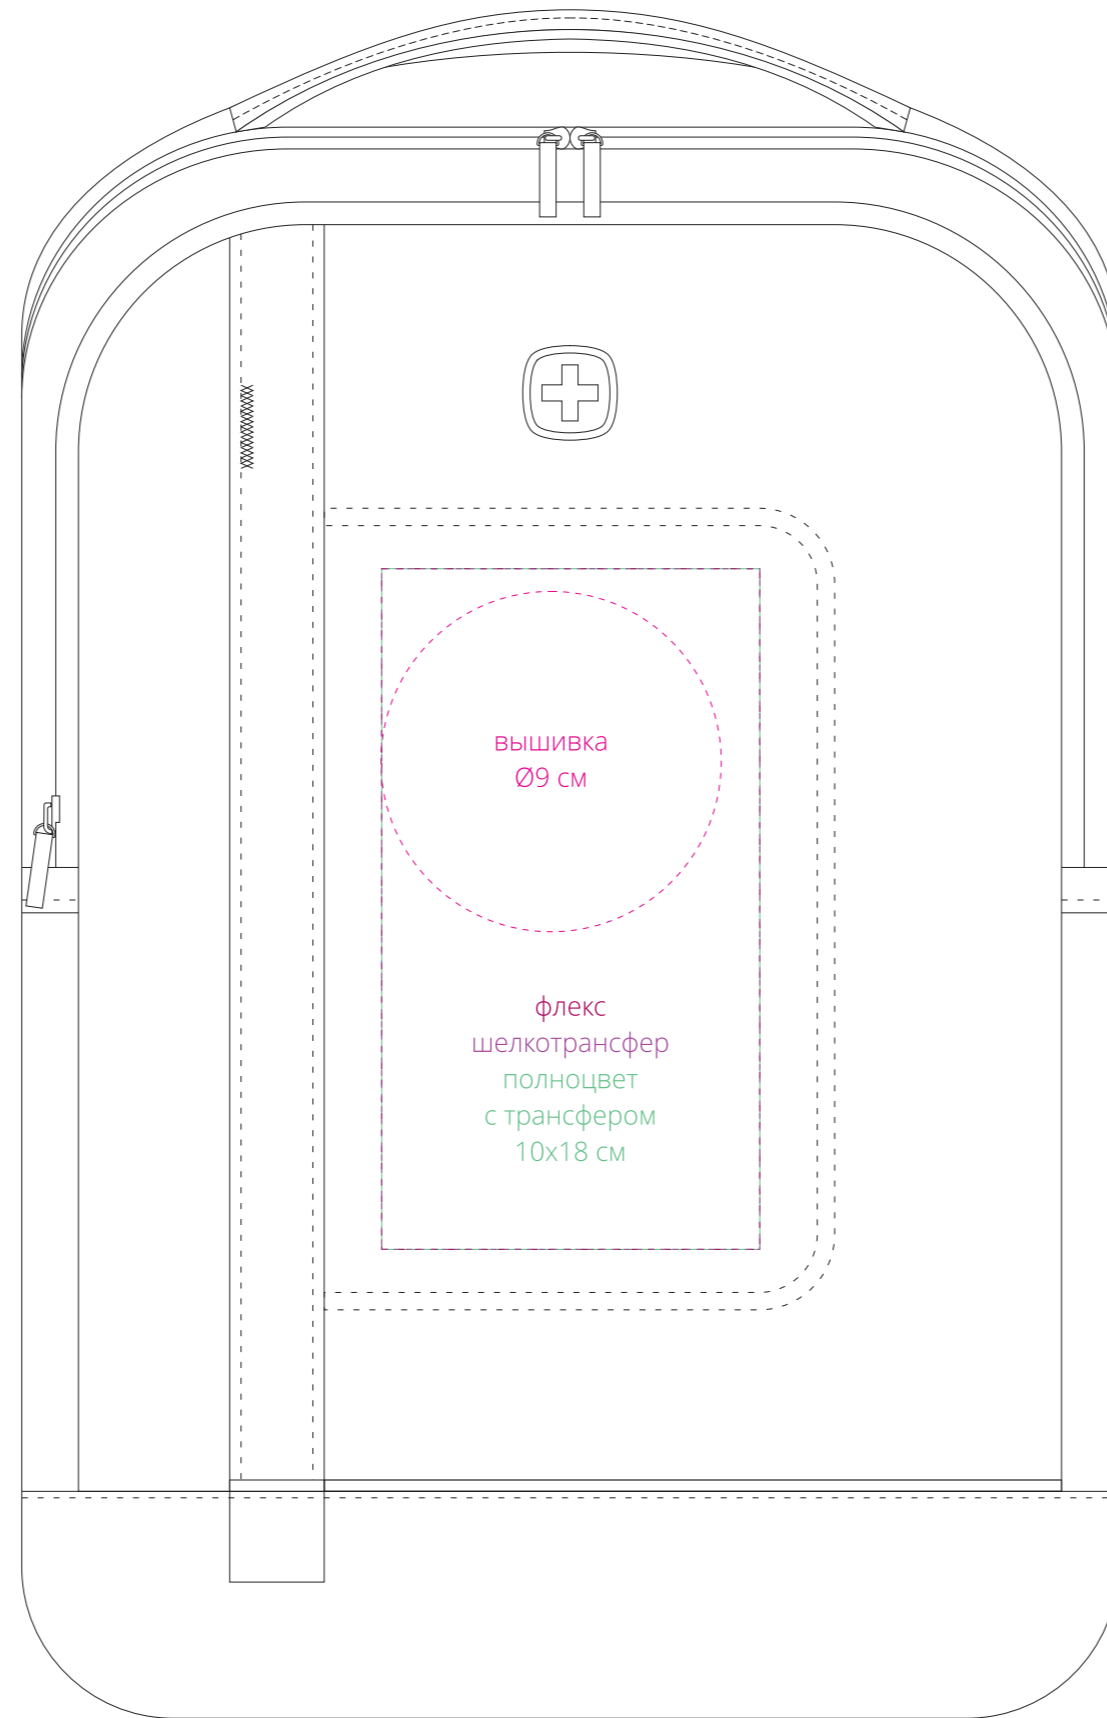 вышивка
Ø9 см
флекс
шелкотрансфер
полноцвет
с трансфером
10х18 см